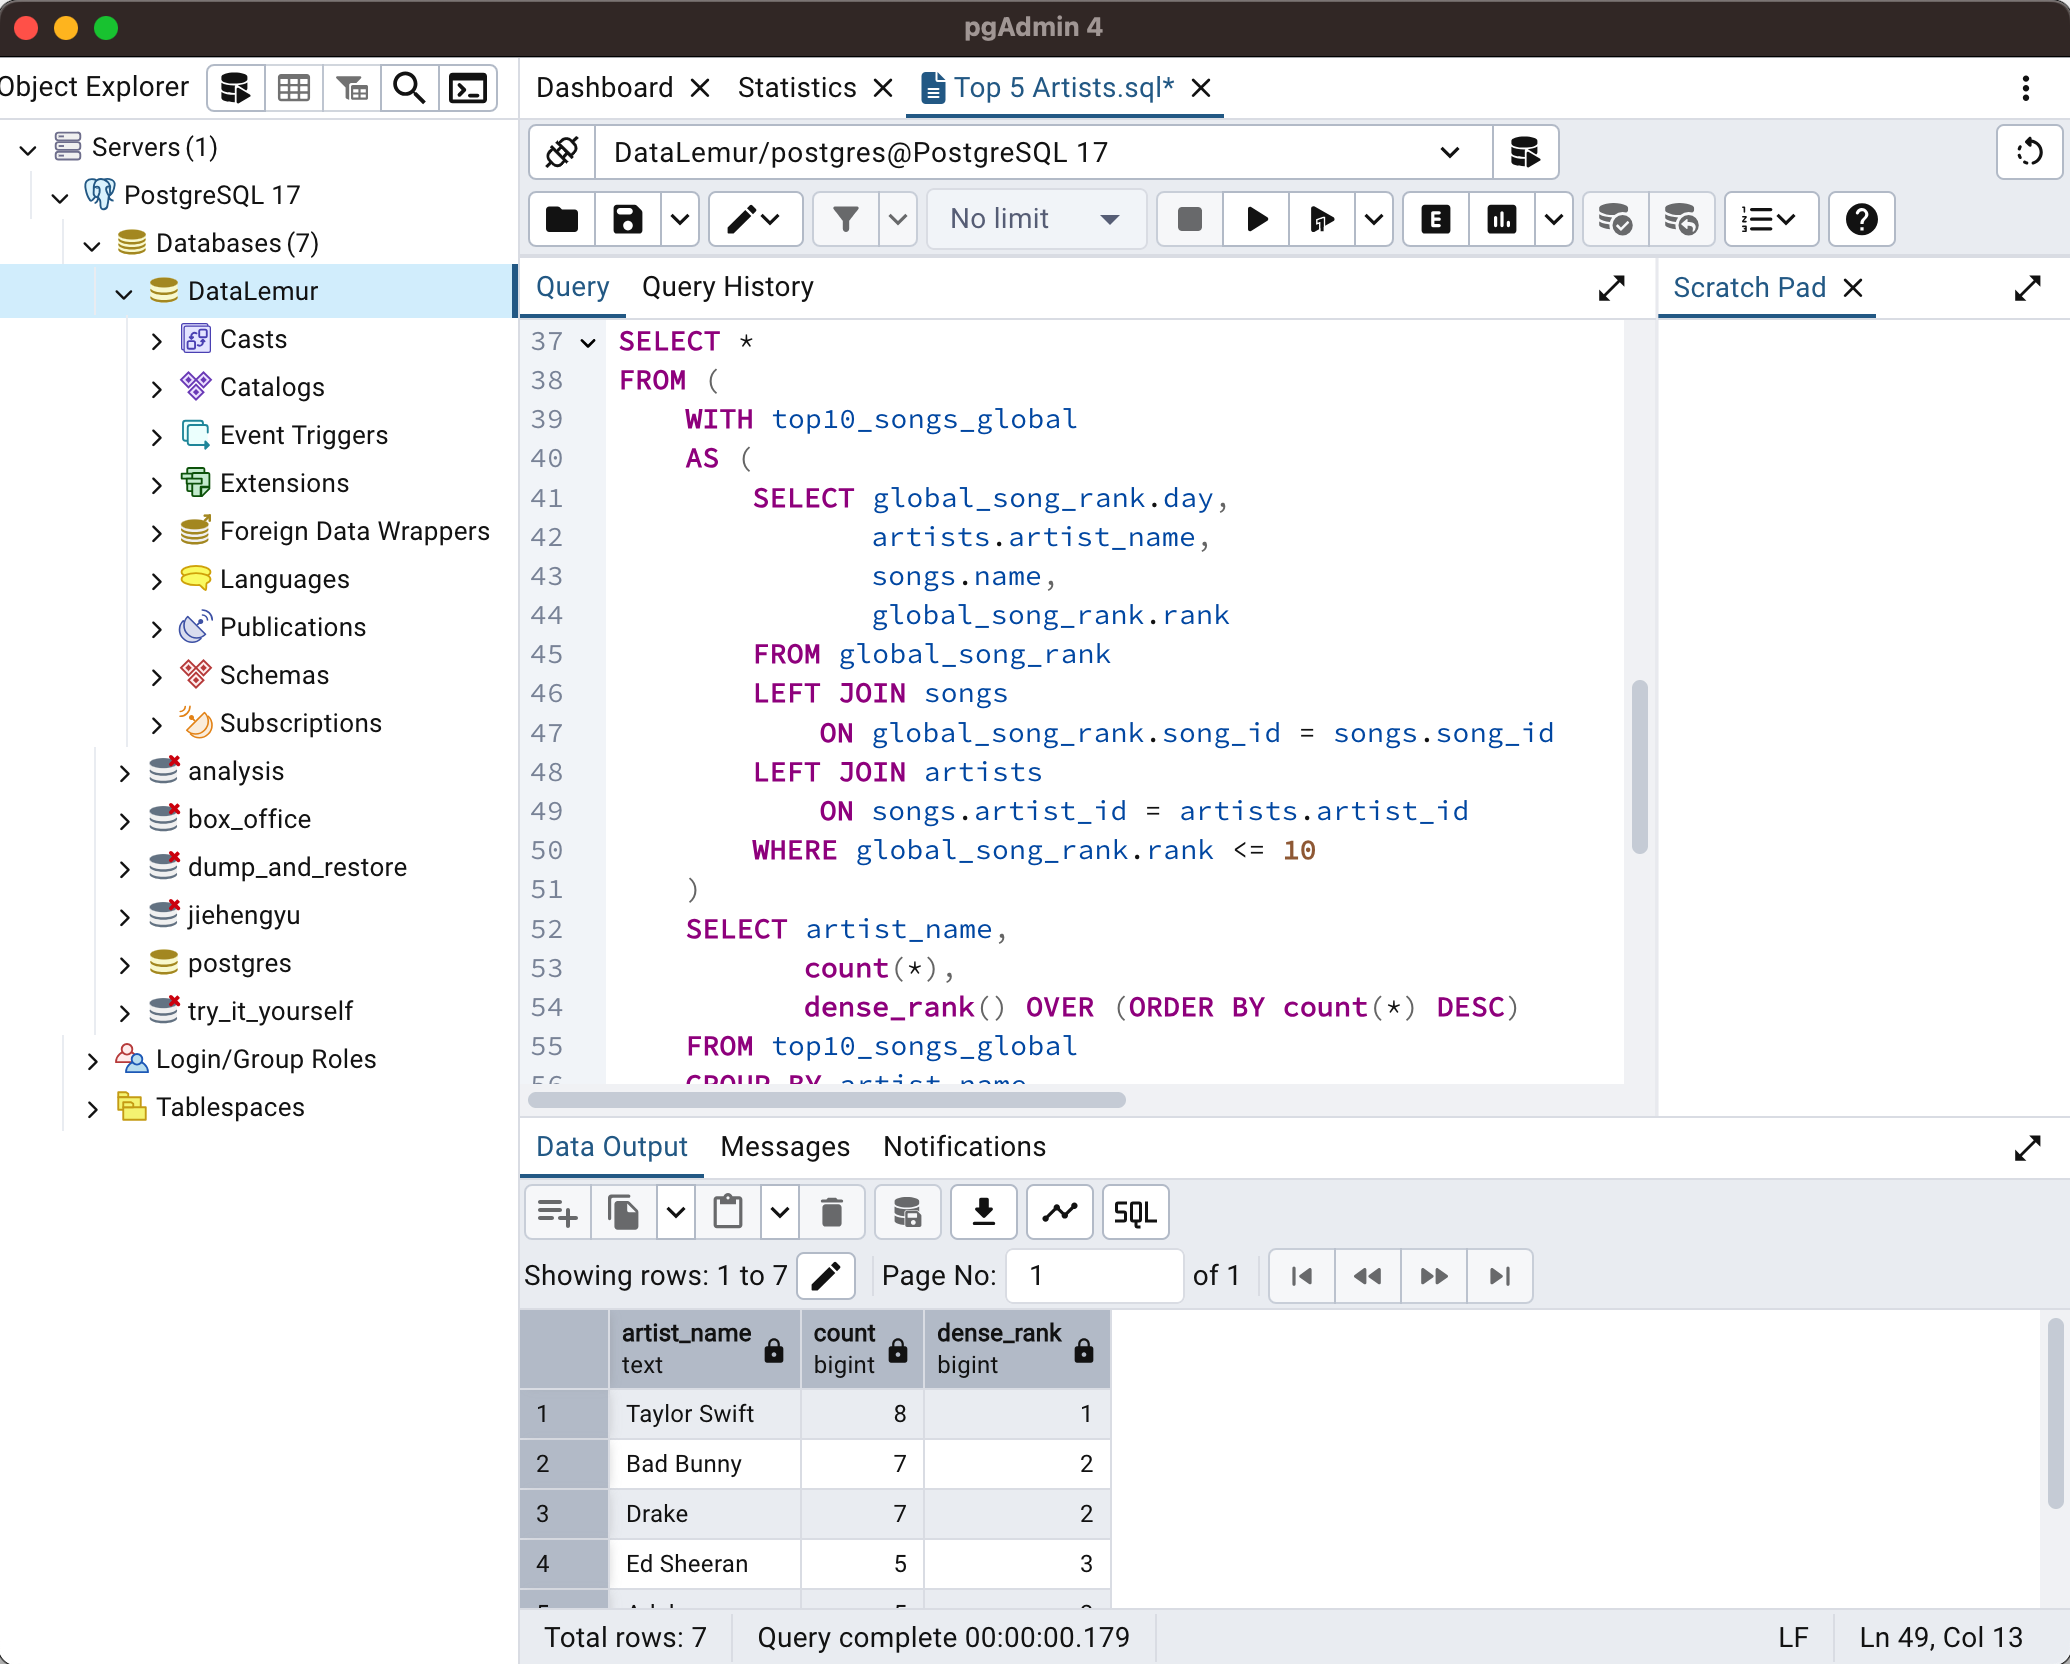 pgAdmin 4
Object Explorer
Dashboard
Statistics
Top 5 Artists.sql*
Servers (1)
PostgreSQL 17
Databases (7)
DataLemur
Casts
Catalogs
Event Triggers
Extensions
Foreign Data Wrappers
Languages
Publications
Schemas
Subscriptions
analysis
box_office
dump_and_restore
jiehengyu
postgres
try_it_yourself
Login/Group Roles
Tablespaces
DataLemur/postgres@PostgreSQL 17
No limit
E
Query
Query History
Scratch Pad
37 SELECT *
38 FROM (
39 WITH top10_songs_global
40 AS (
41 SELECT global_song_rank.day,
42 artists.artist_name,
43 songs.name,
44 global_song_rank.rank
45 FROM global_song_rank
46 LEFT JOIN songs
47 ON global_song_rank.song_id = songs.song_id
48 LEFT JOIN artists
49 ON songs.artist_id = artists.artist_id
50 WHERE global_song_rank.rank <= 10
51 )
52 SELECT artist_name,
53 count(*),
54 dense_rank() OVER (ORDER BY count(*) DESC)
55 FROM top10_songs_global
56 GROUP BY artist_name
Data Output
Messages
Notifications
SQL
Showing rows: 1 to 7
Page No: 1 of 1
artist_name count dense_rank
text bigint bigint
1 Taylor Swift 8 1
2 Bad Bunny 7 2
3 Drake 7 2
4 Ed Sheeran 5 3
Total rows: 7
Query complete 00:00:00.179
LF
Ln 49, Col 13